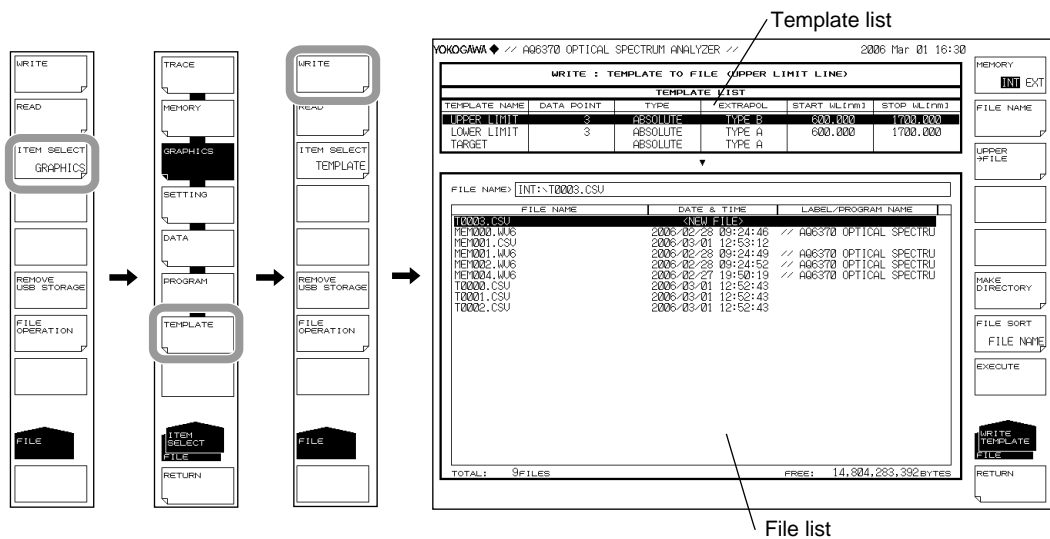 Template list
WRITE
READ
ITEM SELECT
GRAPHICS
REMOVE
USB STORAGE
FILE
OPERATION
FILE
TRACE
MEMORY
GRAPHICS
SETTING
DATA
PROGRAM
TEMPLATE
ITEM
SELECT
FILE
RETURN
WRITE
READ
ITEM SELECT
TEMPLATE
REMOVE
USB STORAGE
FILE
OPERATION
FILE
YOKOGAWA ◆ // AQ6370 OPTICAL SPECTRUM ANALYZER // 2006 Mar 01 16:30
WRITE : TEMPLATE TO FILE (UPPER LIMIT LINE)
TEMPLATE LIST
TEMPLATE NAME DATA POINT TYPE EXTRAPOL START WL[nm] STOP WL[nm]
UPPER LIMIT 3 ABSOLUTE TYPE B 600.000 1700.000
LOWER LIMIT 3 ABSOLUTE TYPE A 600.000 1700.000
TARGET ABSOLUTE TYPE A
▼
FILE NAME> INT:\T0003.CSV
FILE NAME DATE & TIME LABEL/PROGRAM NAME
T0003.CSV <NEW FILE>
MEM000.WV6 2006/02/28 09:24:46 // AQ6370 OPTICAL SPECTRU
MEM001.CSV 2006/03/01 12:53:12
MEM001.WV6 2006/02/28 09:24:49 // AQ6370 OPTICAL SPECTRU
MEM002.WV6 2006/02/28 09:24:52 // AQ6370 OPTICAL SPECTRU
MEM004.WV6 2006/02/27 19:50:19 // AQ6370 OPTICAL SPECTRU
T0000.CSV 2006/03/01 12:52:43
T0001.CSV 2006/03/01 12:52:43
T0002.CSV 2006/03/01 12:52:43
TOTAL: 9FILES FREE: 14,804,283,392BYTES
MEMORY
INT EXT
FILE NAME
UPPER
→FILE
MAKE
DIRECTORY
FILE SORT
FILE NAME
EXECUTE
WRITE
TEMPLATE
FILE
RETURN
File list